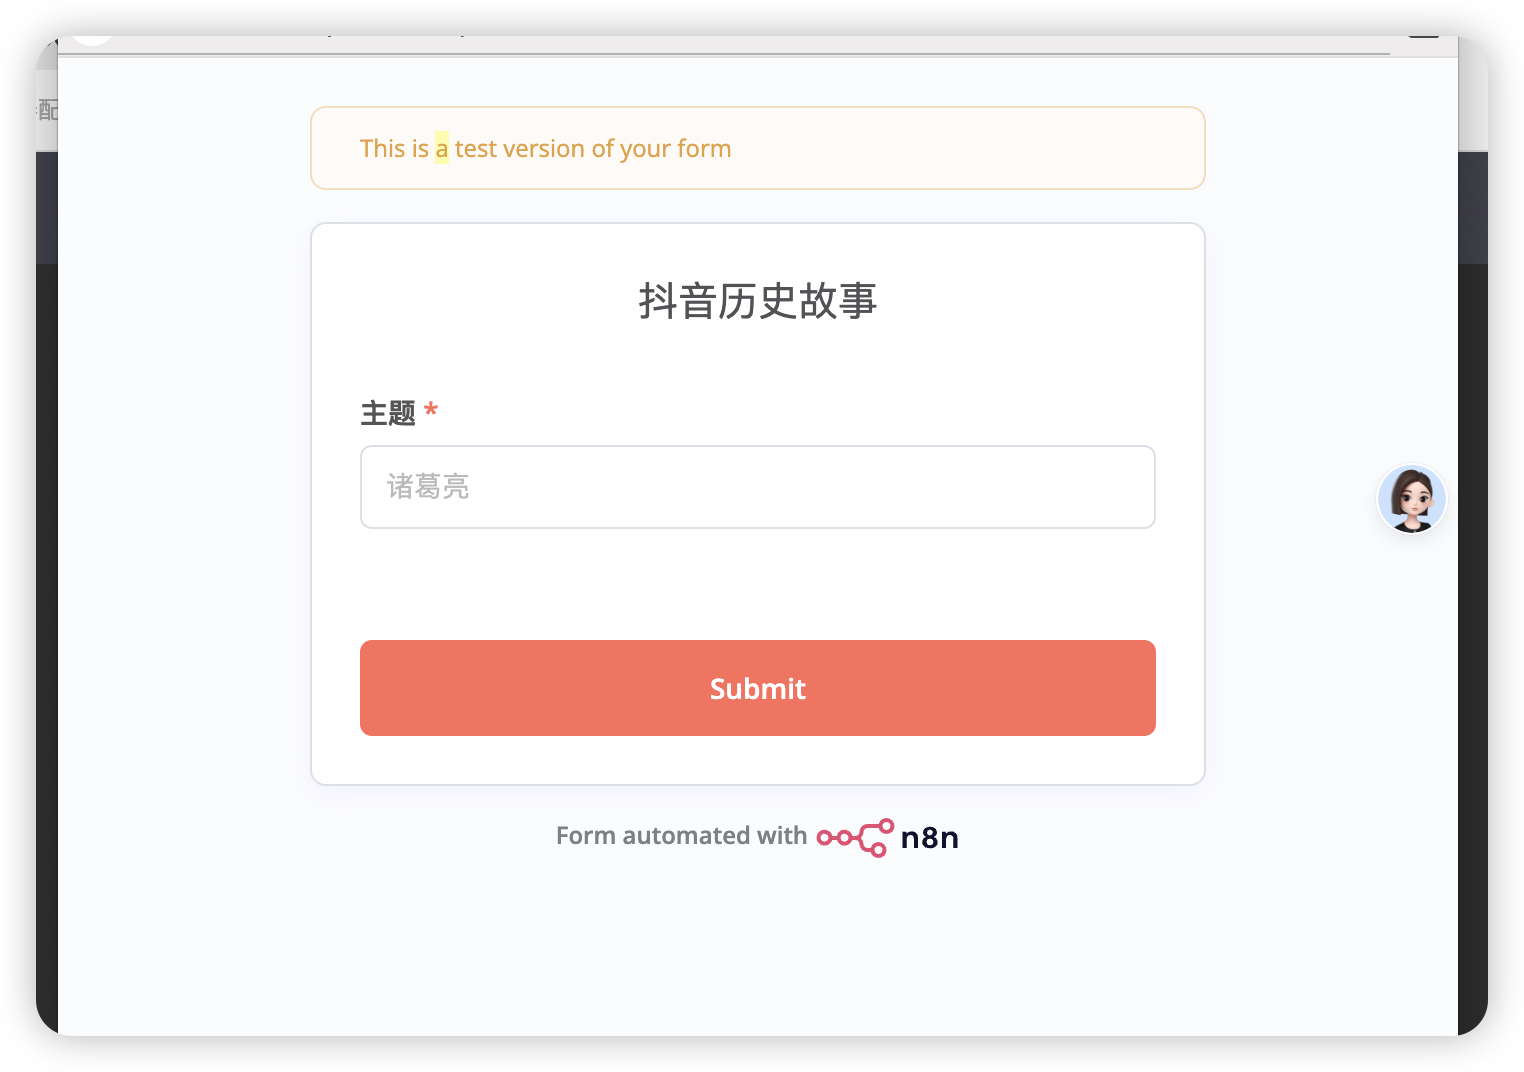 配
This is a test version of your form
抖音历史故事
主题 *
诸葛亮
Submit
Form automated with n8n